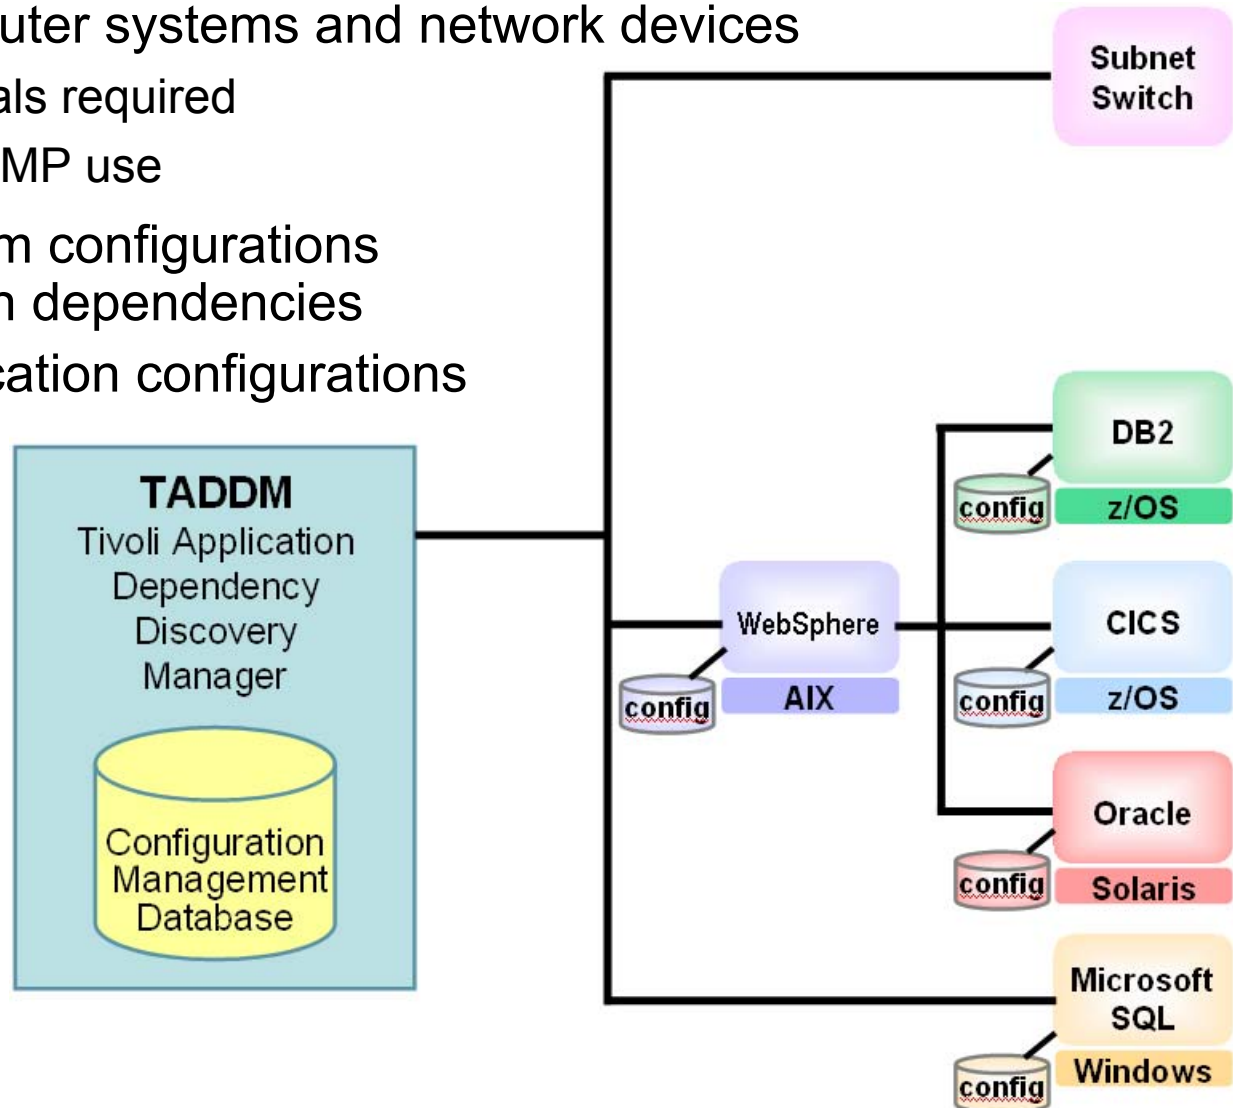 uter systems and network devices
als required
MP use
m configurations
n dependencies
cation configurations
TADDM
Tivoli Application
Dependency
Discovery
Manager
Configuration
Management
Database
Subnet
Switch
DB2
config
z/OS
WebSphere
config
AIX
CICS
config
z/OS
Oracle
config
Solaris
Microsoft
SQL
config
Windows